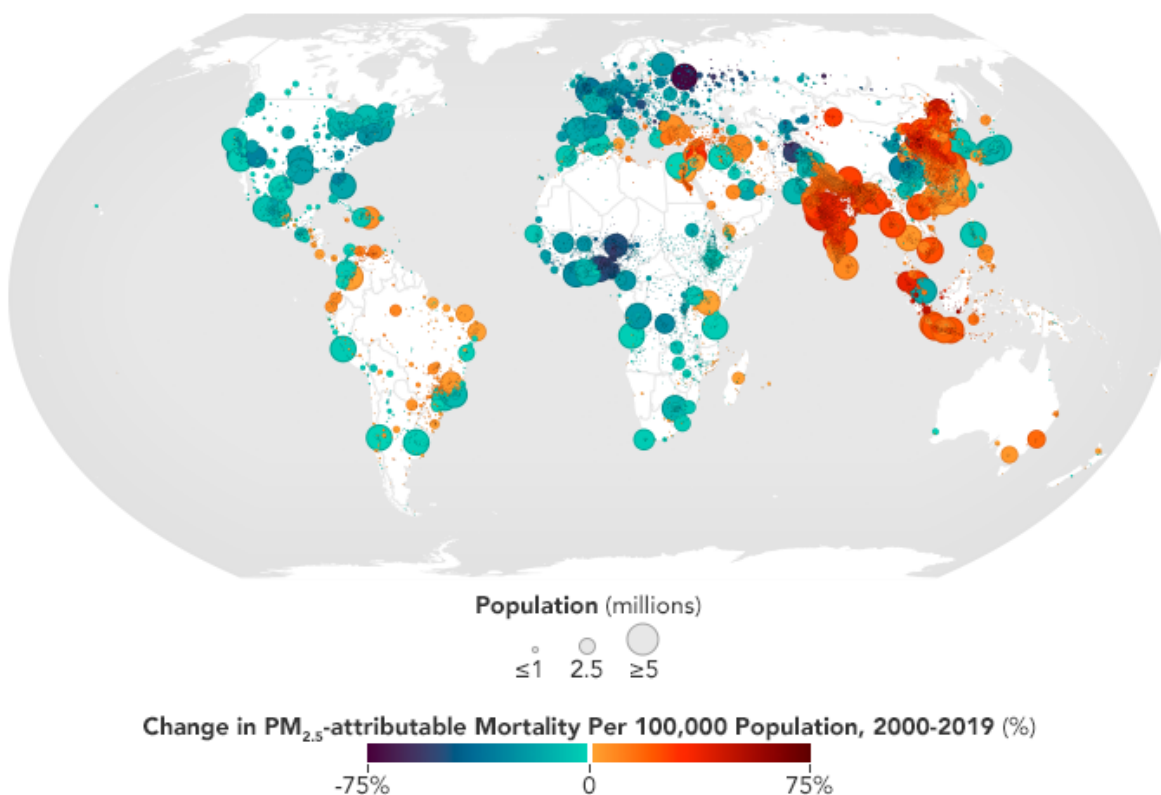 Population (millions)
≤1 2.5 ≥5
Change in PM2.5-attributable Mortality Per 100,000 Population, 2000-2019 (%)
-75% 0 75%